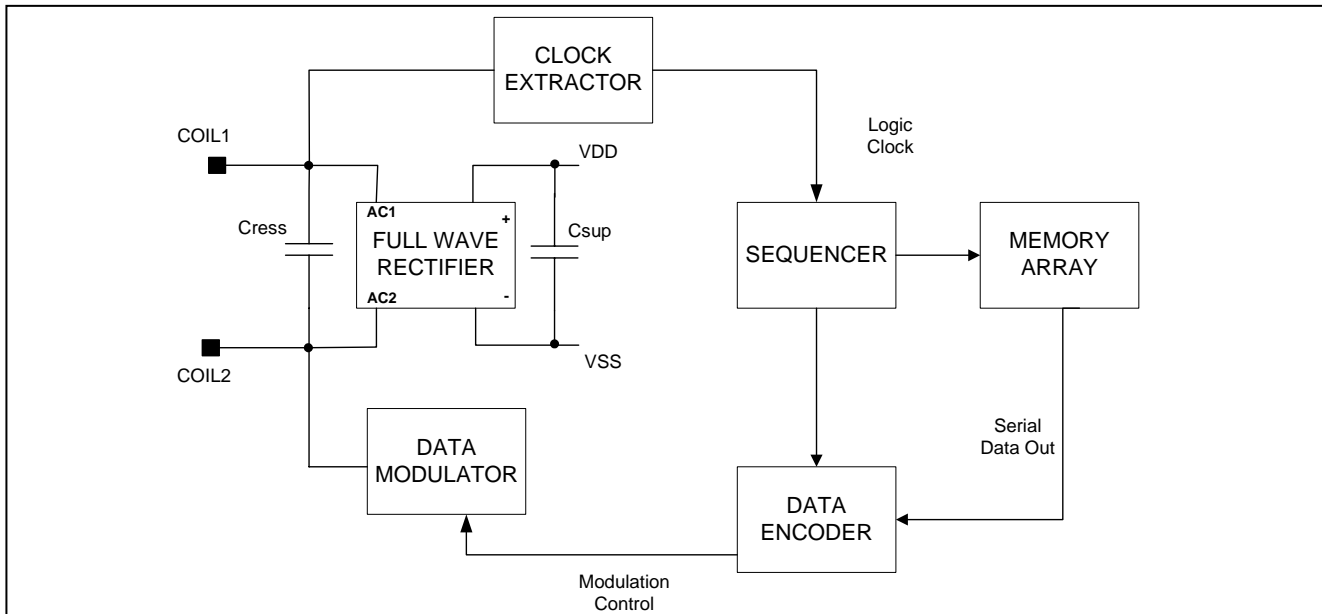 CLOCK
EXTRACTOR
COIL1
Logic
Clock
VDD
AC1
+
Cress
FULL WAVE
RECTIFIER
Csup
SEQUENCER
MEMORY
ARRAY
AC2
-
VSS
COIL2
DATA
MODULATOR
Serial
Data Out
DATA
ENCODER
Modulation
Control